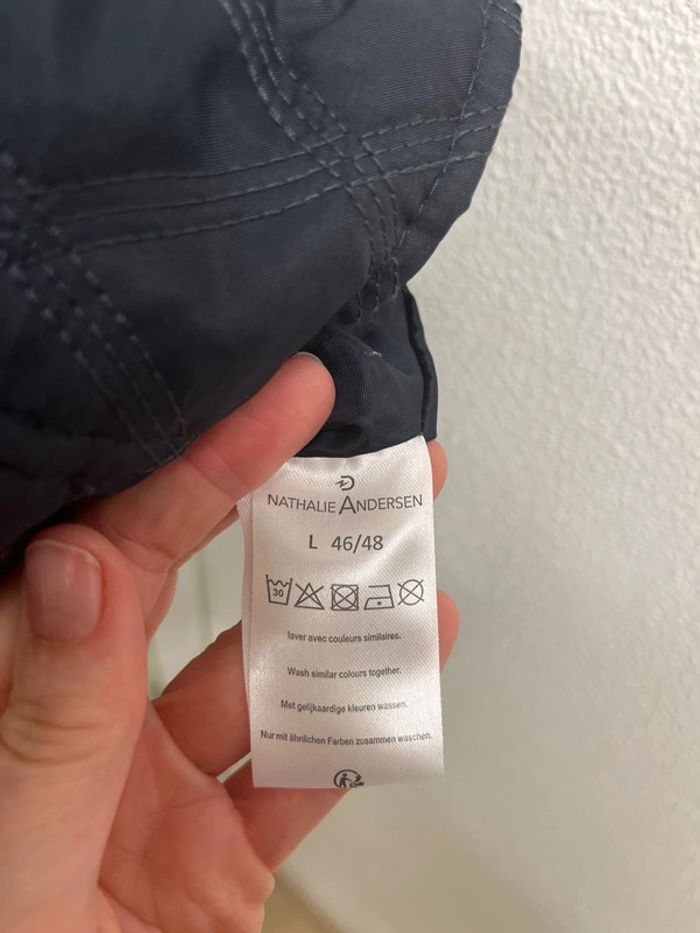 NATHALIE ANDERSEN
L 46/48
30
laver avec couleurs similaires.
Wash similar colours together.
Met gelijkaardige kleuren wassen.
Nur mit ähnlichen Farben zusammen waschen.